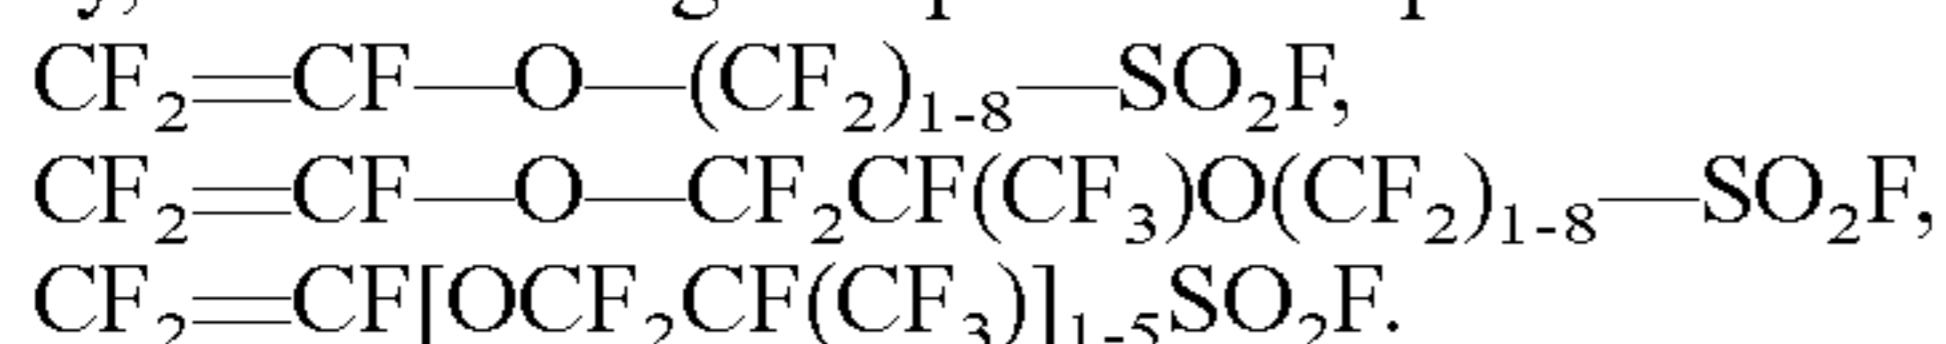 CF₂=CF—O—(CF₂)₁₋₈—SO₂F,
CF₂=CF—O—CF₂CF(CF₃)O(CF₂)₁₋₈—SO₂F,
CF₂=CF[OCF₂CF(CF₃)]₁₋₅SO₂F.